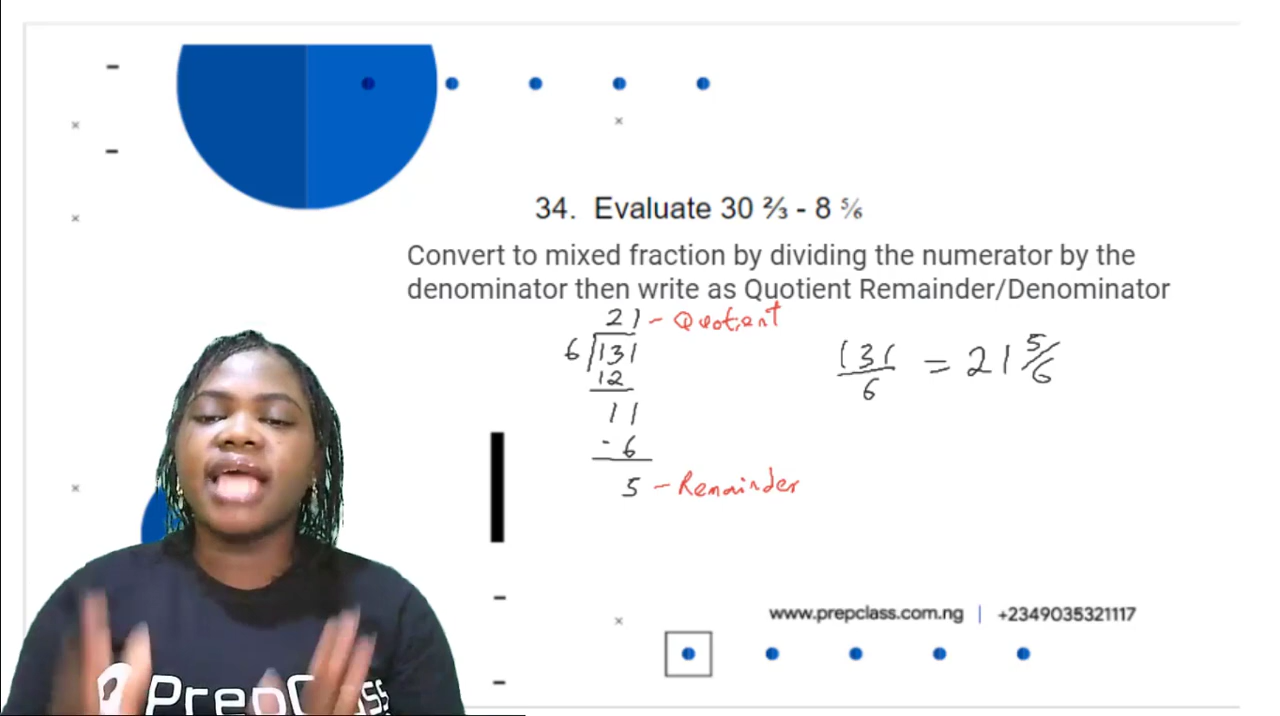 34. Evaluate 30 ⅔ - 8 ⅚
Convert to mixed fraction by dividing the numerator by the
denominator then write as Quotient Remainder/Denominator
21 - Quotient
6 131
12
11
-6
5 - Remainder
131/6 = 21 5/6
www.prepclass.com.ng | +2349035321117
PrepClass